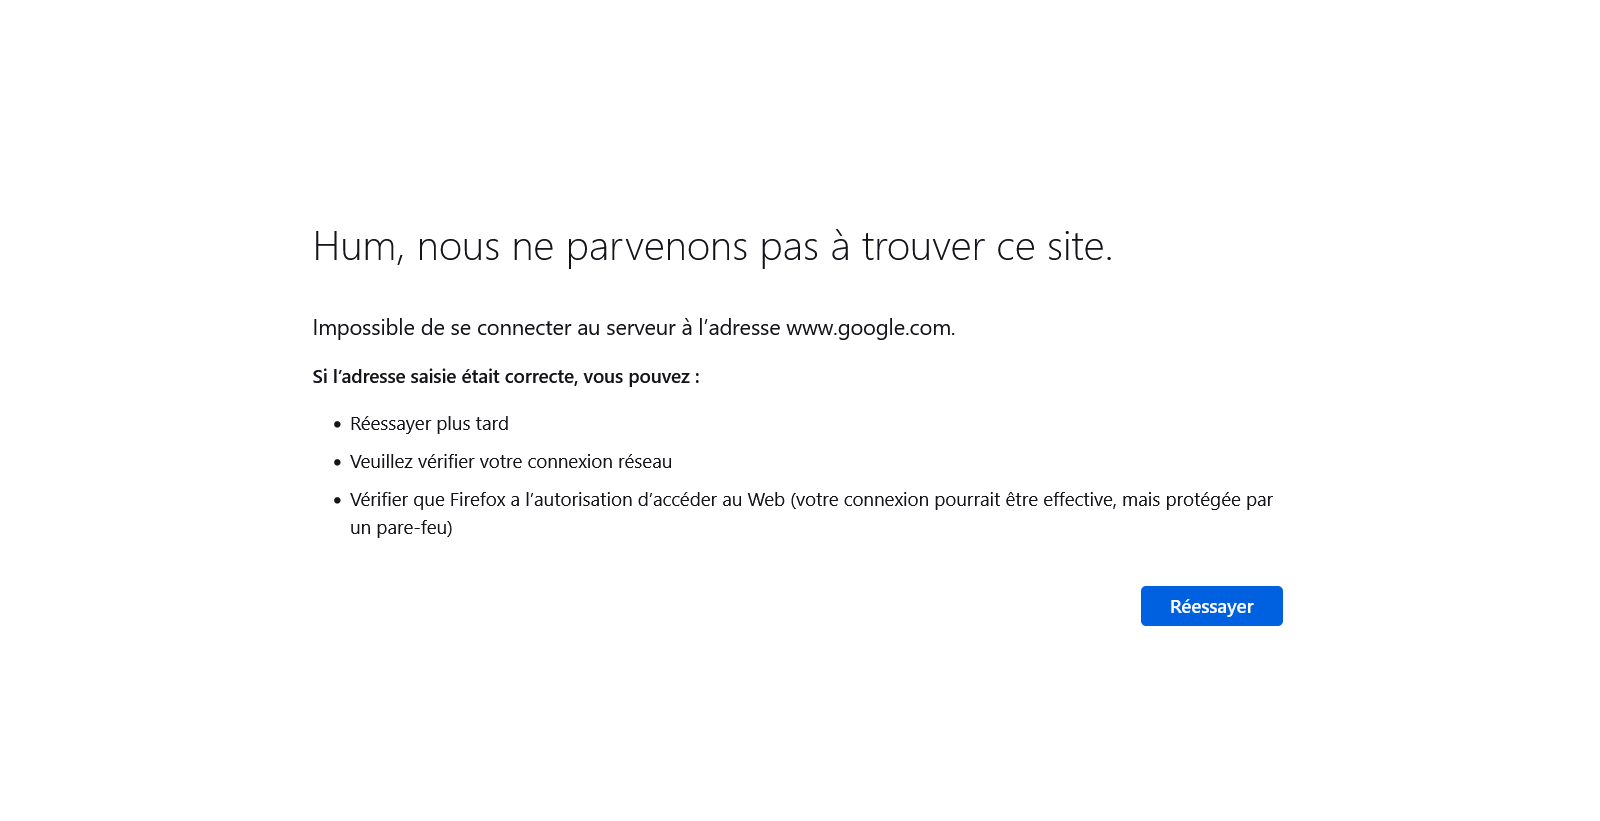 Hum, nous ne parvenons pas à trouver ce site.
Impossible de se connecter au serveur à l’adresse www.google.com.
Si l’adresse saisie était correcte, vous pouvez :
• Réessayer plus tard
• Veuillez vérifier votre connexion réseau
• Vérifier que Firefox a l’autorisation d’accéder au Web (votre connexion pourrait être effective, mais protégée par
un pare-feu)
Réessayer